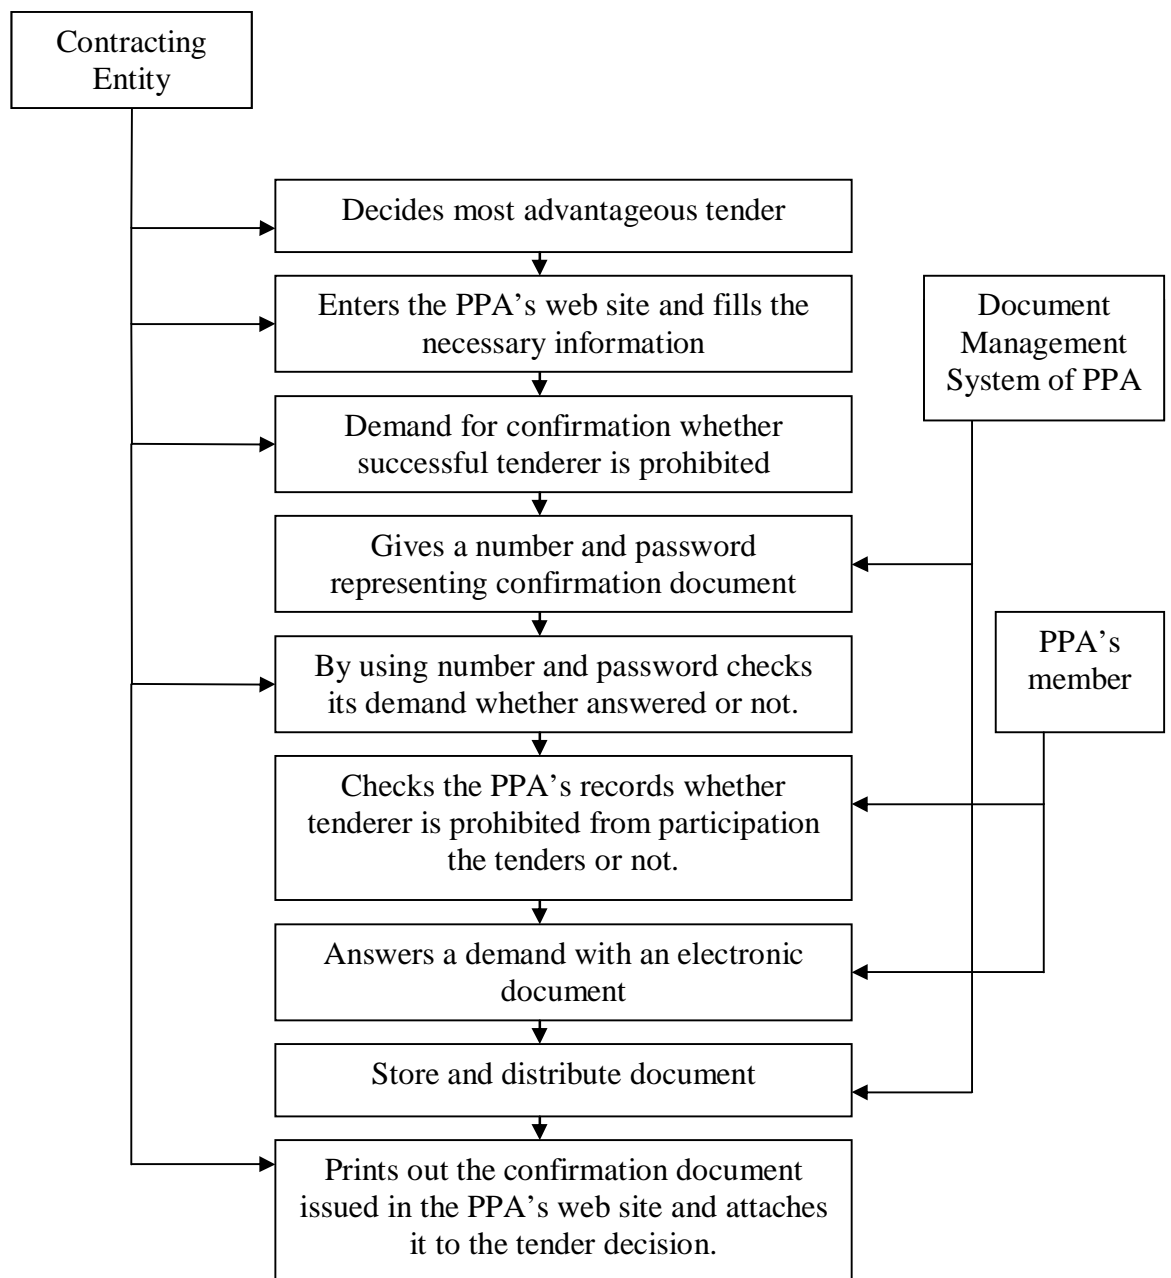 Contracting
Entity
Decides most advantageous tender
Enters the PPA’s web site and fills the
necessary information
Document
Management
System of PPA
Demand for confirmation whether
successful tenderer is prohibited
Gives a number and password
representing confirmation document
PPA’s
member
By using number and password checks
its demand whether answered or not.
Checks the PPA’s records whether
tenderer is prohibited from participation
the tenders or not.
Answers a demand with an electronic
document
Store and distribute document
Prints out the confirmation document
issued in the PPA’s web site and attaches
it to the tender decision.